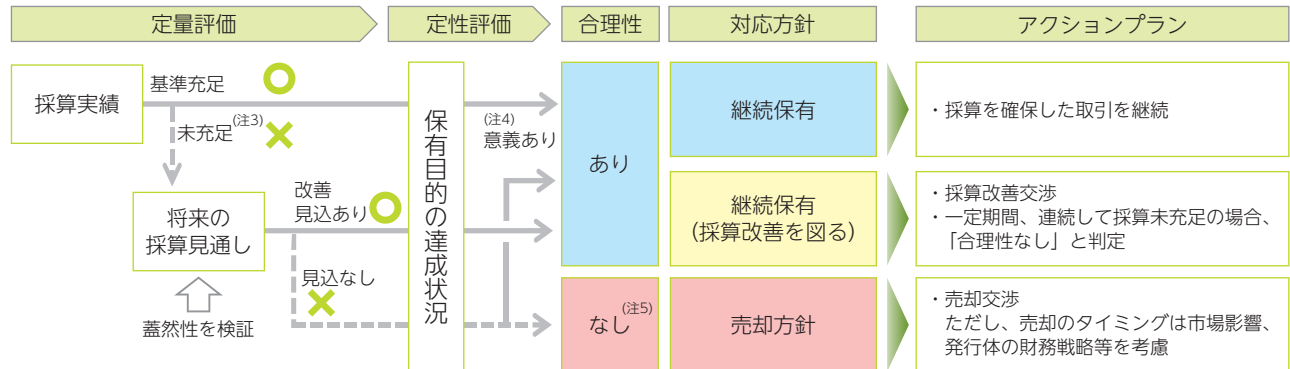 定量評価
定性評価
合理性
対応方針
アクションプラン
採算実績
基準充足
未充足(注3)
将来の
採算見通し
改善
見込あり
見込なし
蓋然性を検証
保有目的の達成状況
(注4)
意義あり
あり
なし(注5)
継続保有
継続保有
(採算改善を図る)
売却方針
・採算を確保した取引を継続
・採算改善交渉
・一定期間、連続して採算未充足の場合、
「合理性なし」と判定
・売却交渉
ただし、売却のタイミングは市場影響、
発行体の財務戦略等を考慮